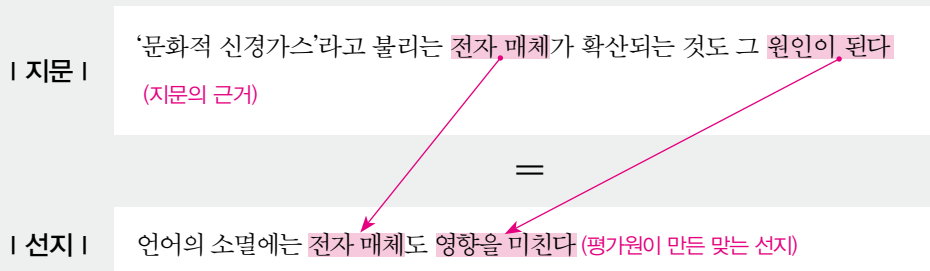 ‘문화적 신경가스’라고 불리는 전자 매체가 확산되는 것도 그 원인이 된다
| 지문 |
(지문의 근거)
=
| 선지 | 언어의 소멸에는 전자 매체도 영향을 미친다 (평가원이 만든 맞는 선지)